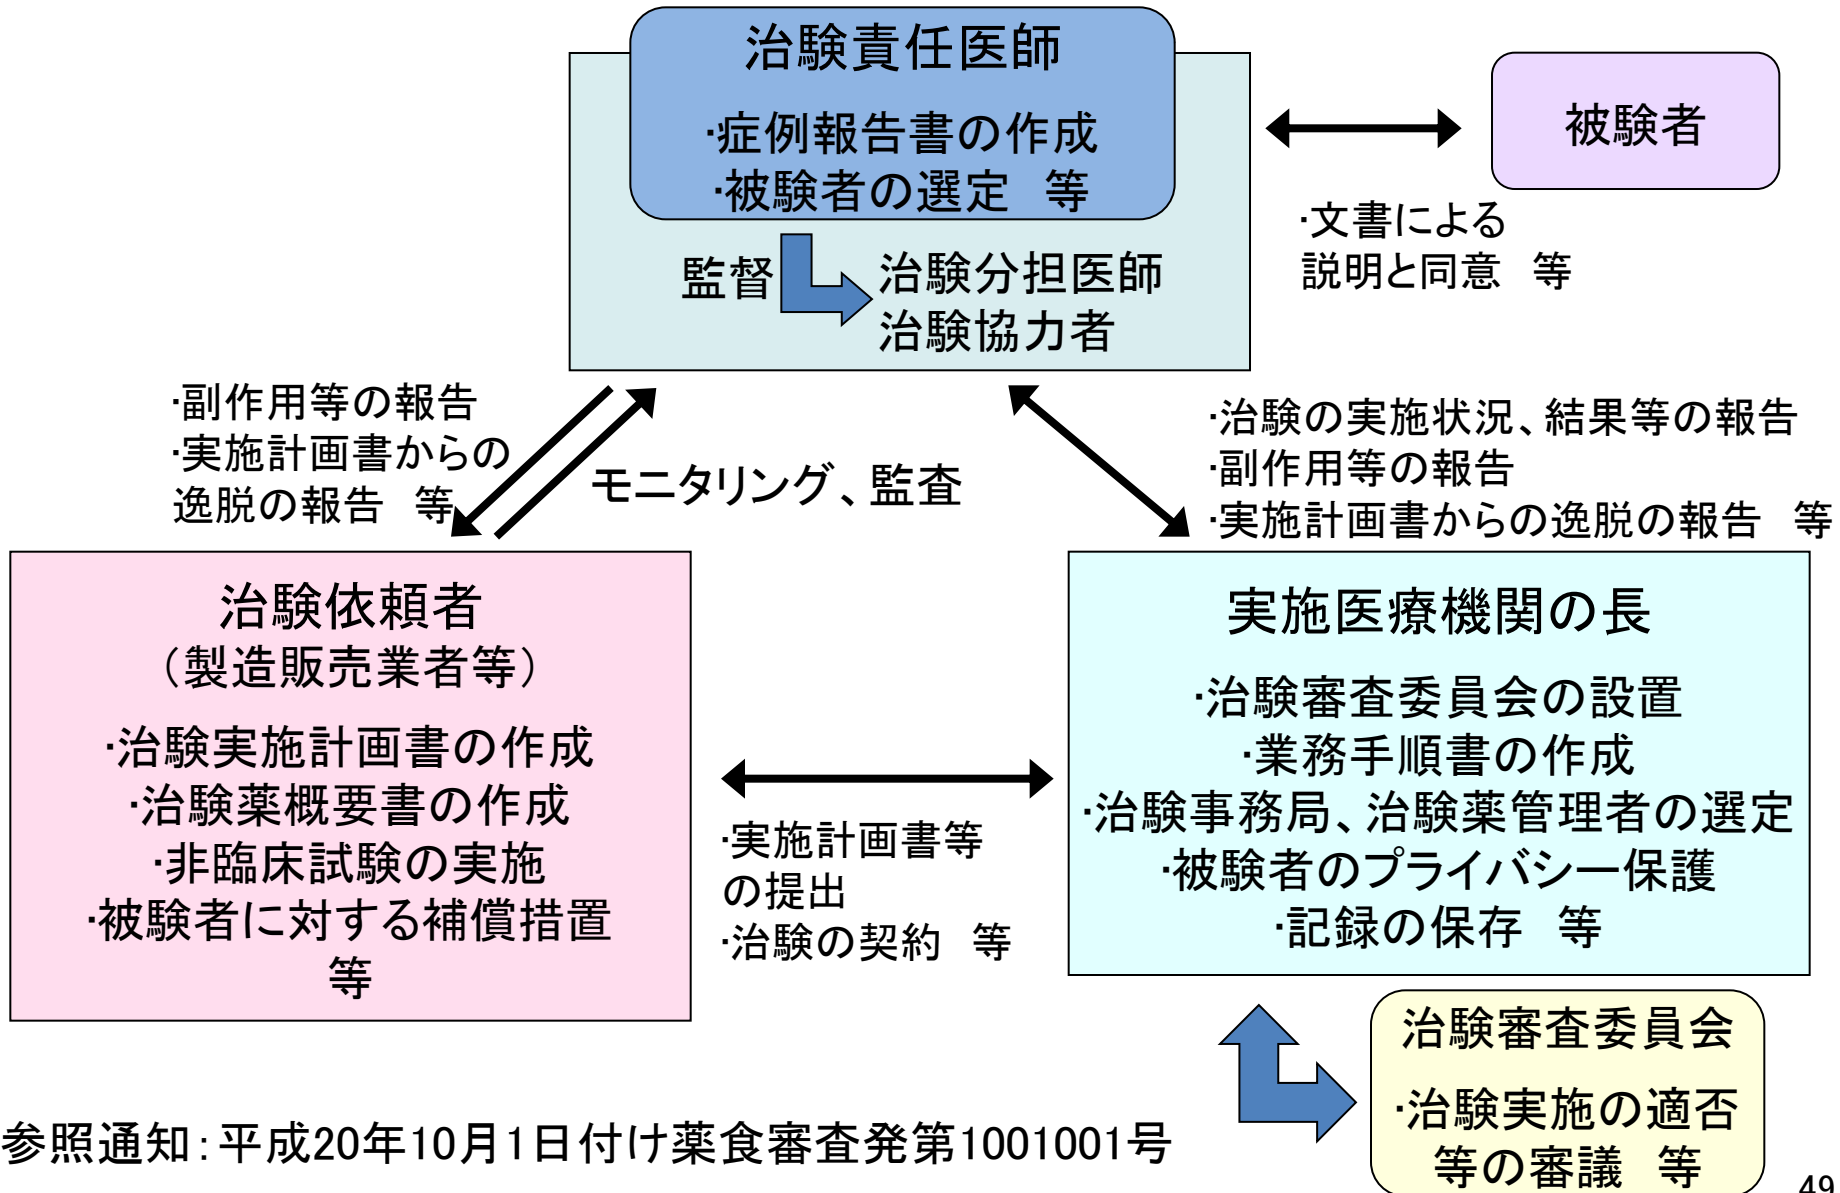 治験責任医師
·症例報告書の作成
·被験者の選定　等
監督
治験分担医師
治験協力者
被験者
·文書による
説明と同意　等
·副作用等の報告
·実施計画書からの
逸脱の報告　等
モニタリング、監査
·治験の実施状況、結果等の報告
·副作用等の報告
·実施計画書からの逸脱の報告　等
治験依頼者
（製造販売業者等）
·治験実施計画書の作成
·治験薬概要書の作成
·非臨床試験の実施
·被験者に対する補償措置
等
·実施計画書等
の提出
·治験の契約　等
実施医療機関の長
·治験審査委員会の設置
·業務手順書の作成
·治験事務局、治験薬管理者の選定
·被験者のプライバシー保護
·記録の保存　等
治験審査委員会
·治験実施の適否
等の審議　等
参照通知：平成20年10月1日付け薬食審査発第1001001号
49